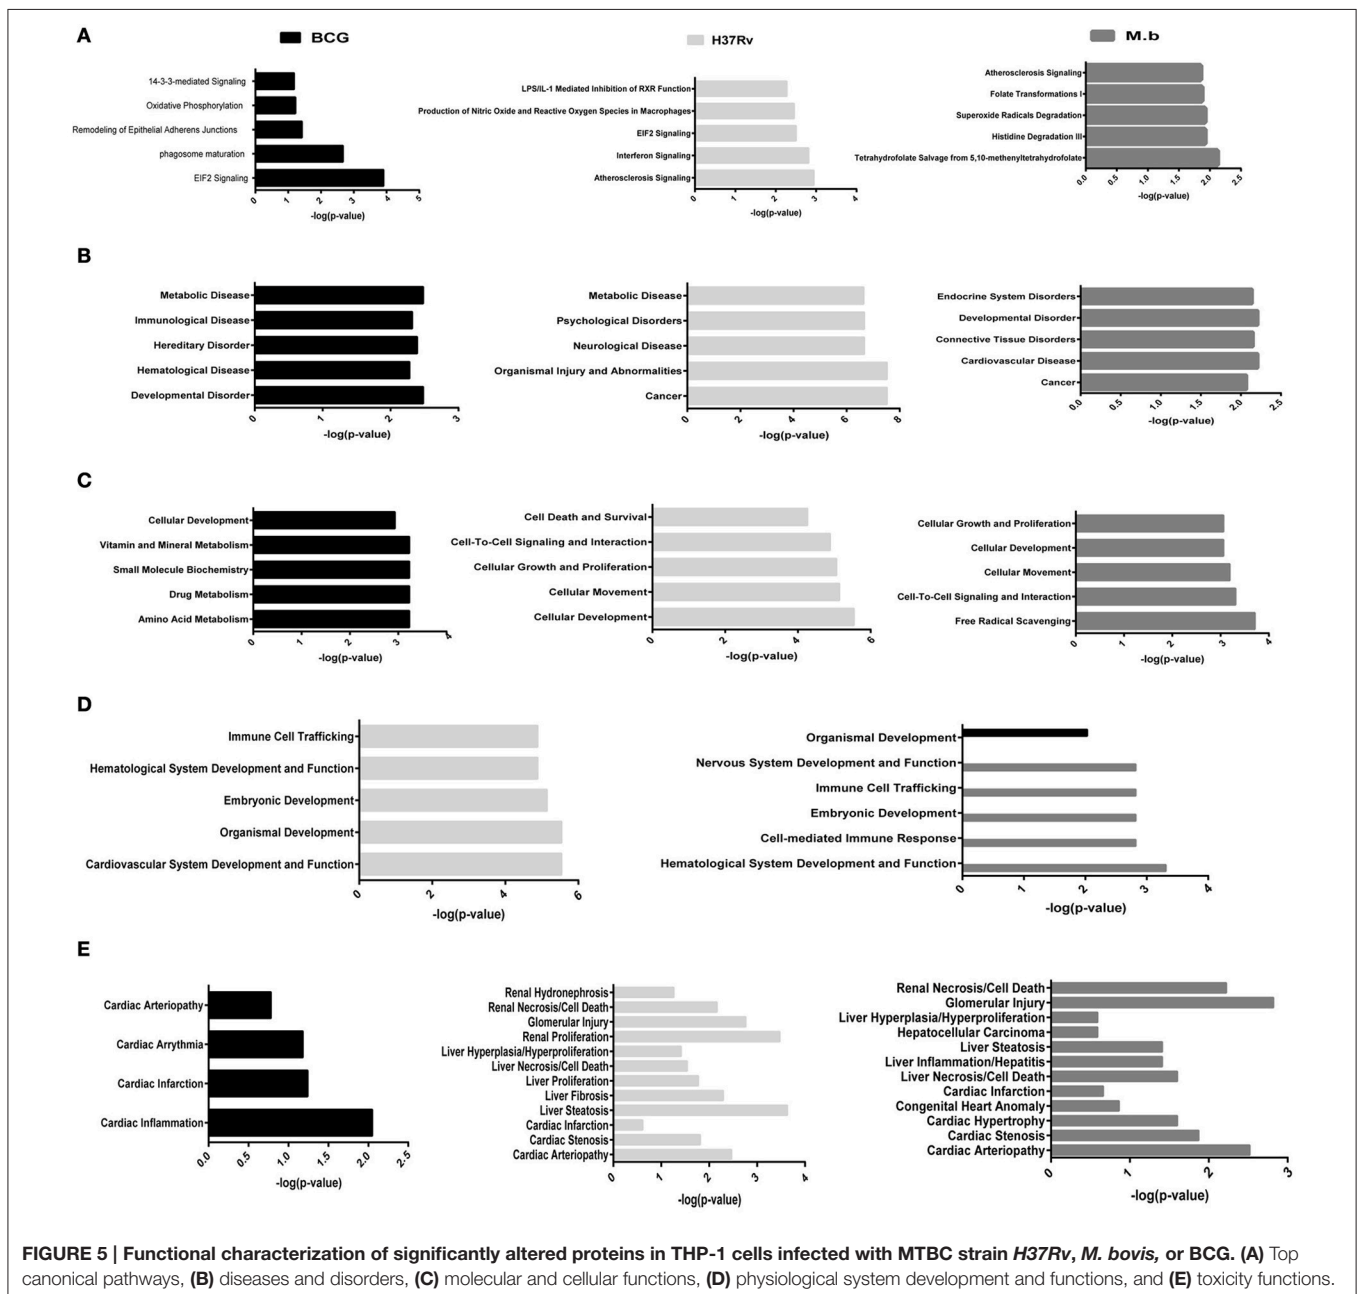 A
BCG
14-3-3-mediated Signaling
Oxidative Phosphorylation
Remodeling of Epithelial Adherens Junctions
phagosome maturation
EIF2 Signaling
0 1 2 3 4 5
-log(p-value)
H37Rv
LPS/IL-1 Mediated Inhibition of RXR Function
Production of Nitric Oxide and Reactive Oxygen Species in Macrophages
EIF2 Signaling
Interferon Signaling
Atherosclerosis Signaling
0 1 2 3 4
-log(p-value)
M.b
Atherosclerosis Signaling
Folate Transformations I
Superoxide Radicals Degradation
Histidine Degradation III
Tetrahydrofolate Salvage from 5,10-methenyltetrahydrofolate
0.0 0.5 1.0 1.5 2.0 2.5
-log(p-value)
B
Metabolic Disease
Immunological Disease
Hereditary Disorder
Hematological Disease
Developmental Disorder
0 1 2 3
-log(p-value)
Metabolic Disease
Psychological Disorders
Neurological Disease
Organismal Injury and Abnormalities
Cancer
0 2 4 6 8
-log(p-value)
Endocrine System Disorders
Developmental Disorder
Connective Tissue Disorders
Cardiovascular Disease
Cancer
0.0 0.5 1.0 1.5 2.0 2.5
-log(p-value)
C
Cellular Development
Vitamin and Mineral Metabolism
Small Molecule Biochemistry
Drug Metabolism
Amino Acid Metabolism
0 1 2 3 4
-log(p-value)
Cell Death and Survival
Cell-To-Cell Signaling and Interaction
Cellular Growth and Proliferation
Cellular Movement
Cellular Development
0 2 4 6
-log(p-value)
Cellular Growth and Proliferation
Cellular Development
Cellular Movement
Cell-To-Cell Signaling and Interaction
Free Radical Scavenging
0 1 2 3 4
-log(p-value)
D
Immune Cell Trafficking
Hematological System Development and Function
Embryonic Development
Organismal Development
Cardiovascular System Development and Function
0 2 4 6
-log(p-value)
Organismal Development
Nervous System Development and Function
Immune Cell Trafficking
Embryonic Development
Cell-mediated Immune Response
Hematological System Development and Function
0 1 2 3 4
-log(p-value)
E
Cardiac Arteriopathy
Cardiac Arrythmia
Cardiac Infarction
Cardiac Inflammation
0.0 0.5 1.0 1.5 2.0 2.5
-log(p-value)
Renal Hydronephrosis
Renal Necrosis/Cell Death
Glomerular Injury
Renal Proliferation
Liver Hyperplasia/Hyperproliferation
Liver Necrosis/Cell Death
Liver Proliferation
Liver Fibrosis
Liver Steatosis
Cardiac Infarction
Cardiac Stenosis
Cardiac Arteriopathy
0 1 2 3 4
-log(p-value)
Renal Necrosis/Cell Death
Glomerular Injury
Liver Hyperplasia/Hyperproliferation
Hepatocellular Carcinoma
Liver Steatosis
Liver Inflammation/Hepatitis
Liver Necrosis/Cell Death
Cardiac Infarction
Congenital Heart Anomaly
Cardiac Hypertrophy
Cardiac Stenosis
Cardiac Arteriopathy
0 1 2 3
-log(p-value)
FIGURE 5 | Functional characterization of significantly altered proteins in THP-1 cells infected with MTBC strain H37Rv, M. bovis, or BCG. (A) Top
canonical pathways, (B) diseases and disorders, (C) molecular and cellular functions, (D) physiological system development and functions, and (E) toxicity functions.